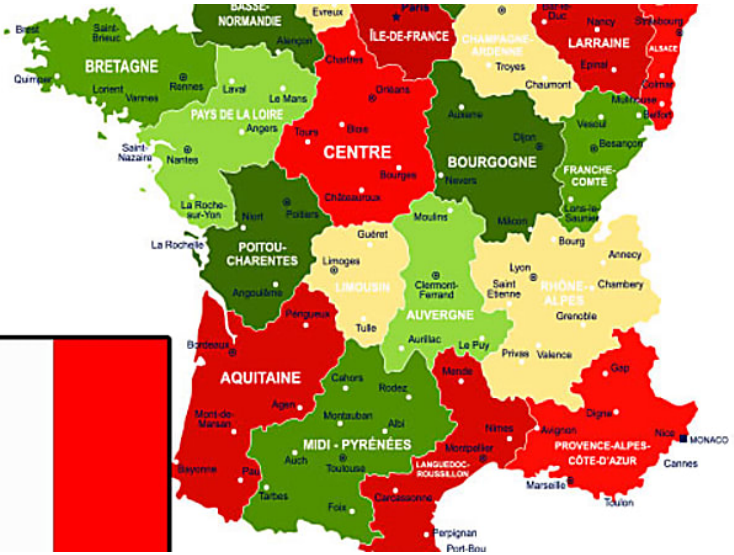 BASSE-
NORMANDIE
Evreux
Paris
ÎLE-DE-FRANCE
CHAMPAGNE-
ARDENNE
Bar-le-
Duc
Nancy
Strasbourg
LARRAINE
ALSACE
Brest
Saint-
Brieuc
Alençon
Chartres
Troyes
Epinal
Colmar
BRETAGNE
Quimper
Lorient
Vannes
Rennes
Laval
Le Mans
Orléans
Chaumont
Mulhouse
Belfort
PAYS DE LA LOIRE
Angers
Tours
Blois
Auxerre
Vesoul
Saint-
Nazaire
Nantes
CENTRE
Dijon
Besançon
BOURGOGNE
FRANCHE-
COMTÉ
Bourges
Nevers
Châteauroux
La Roche-
sur-Yon
Niort
Poitiers
Moulins
Mâcon
Lons-le-
Saunier
La Rochelle
POITOU-
CHARENTES
Guéret
Limoges
Bourg
Annecy
Lyon
Angoulême
LIMOUSIN
Clermont-
Ferrand
Saint
Etienne
RHÔNE-
ALPES
Chambery
Périgueux
Tulle
AUVERGNE
Grenoble
Bordeaux
Aurillac
Le Puy
Privas
Valence
AQUITAINE
Cahors
Rodez
Mende
Gap
Mont-de-
Marsan
Agen
Montauban
Albi
Nimes
Avignon
Digne
Nice
MONACO
MIDI - PYRÉNÉES
Montpellier
PROVENCE-ALPES-
CÔTE-D'AZUR
Cannes
Bayonne
Pau
Auch
Toulouse
LANGUEDOC-
ROUSSILLON
Marseille
Toulon
Tarbes
Foix
Carcassonne
Perpignan
Port-Bou